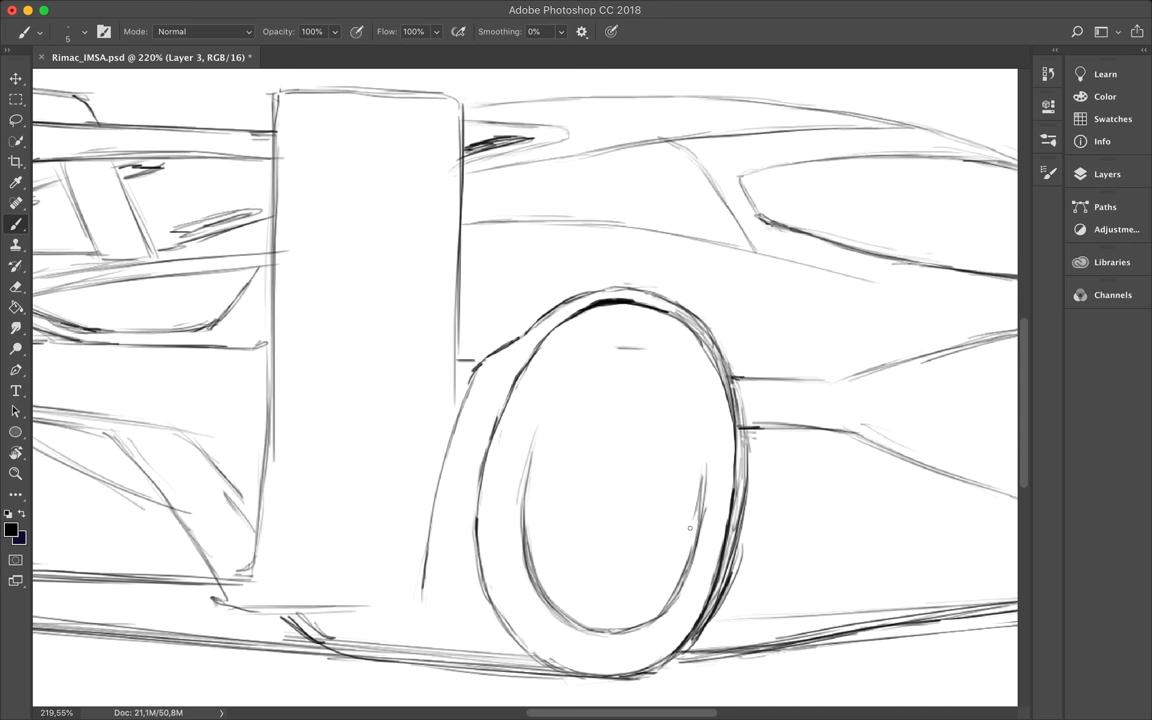 Adobe Photoshop CC 2018
5
Mode: Normal Opacity: 100% Flow: 100% Smoothing: 0%
Rimac_IMSA.psd @ 220% (Layer 3, RGB/16) *
Learn
Color
Swatches
Info
Layers
Paths
Adjustme...
Libraries
Channels
219,55% Doc: 21,1M/50,8M